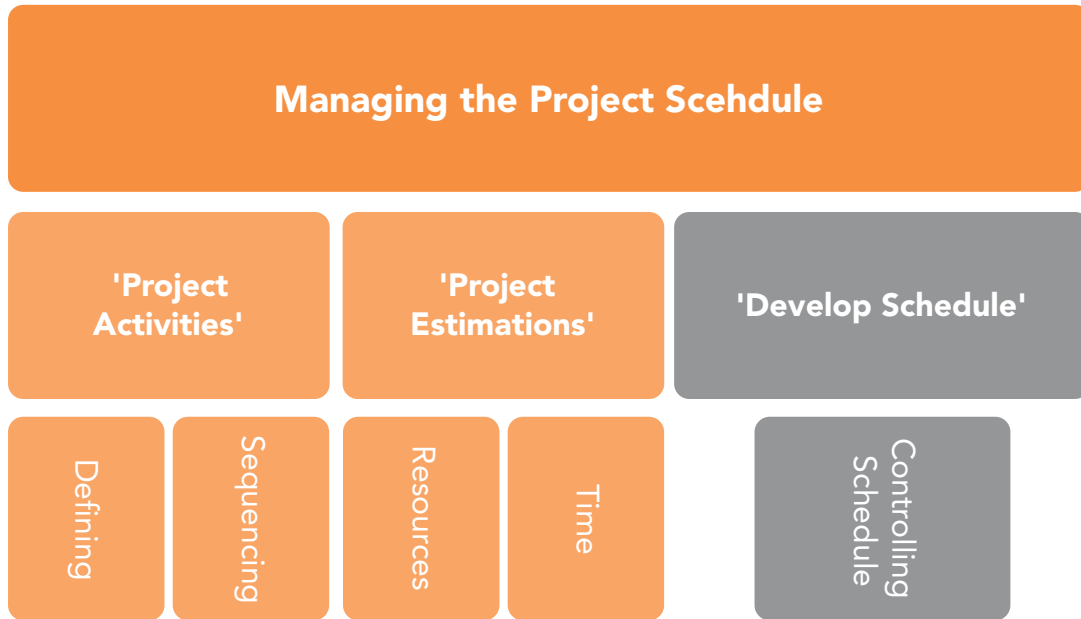 Managing the Project Scehdule
'Project
Activities'
'Project
Estimations'
'Develop Schedule'
Defining
Sequencing
Resources
Time
Controlling
Schedule